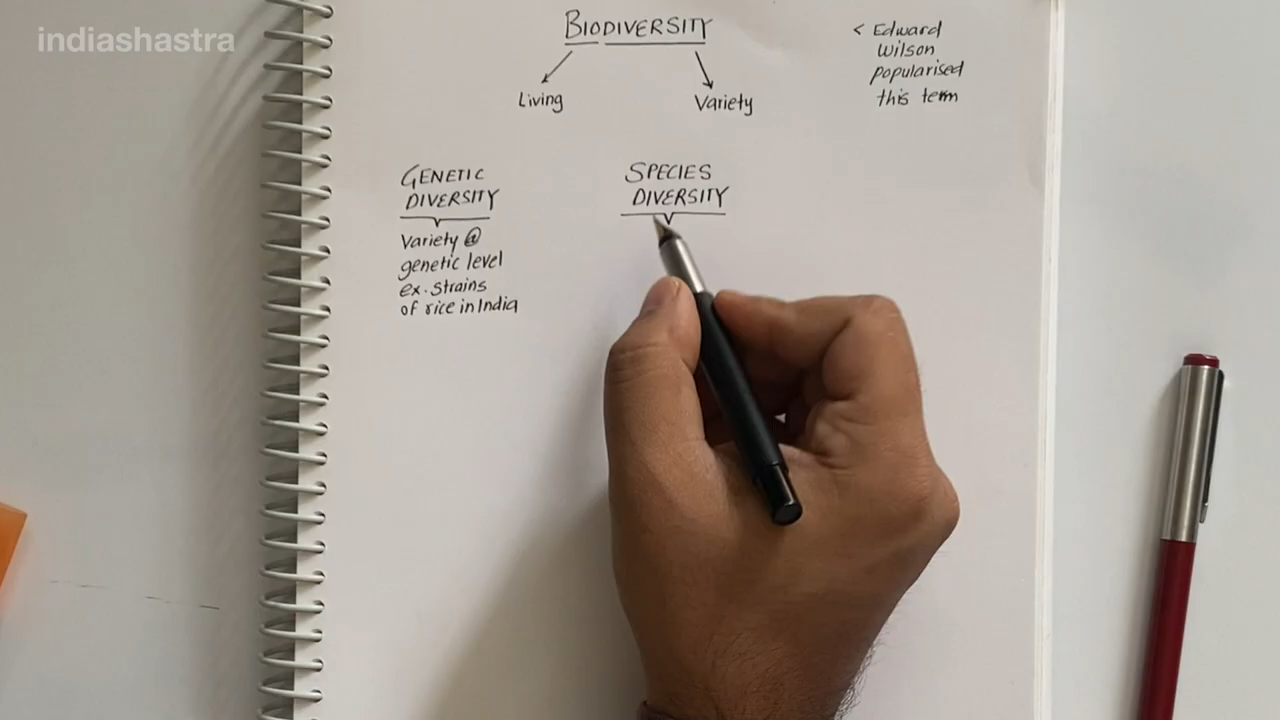 indiashastra
BIODIVERSITY
Living
Variety
< Edward
Wilson
popularised
this term
GENETIC
DIVERSITY
Variety @
genetic level
ex. strains
of rice in India
SPECIES
DIVERSITY